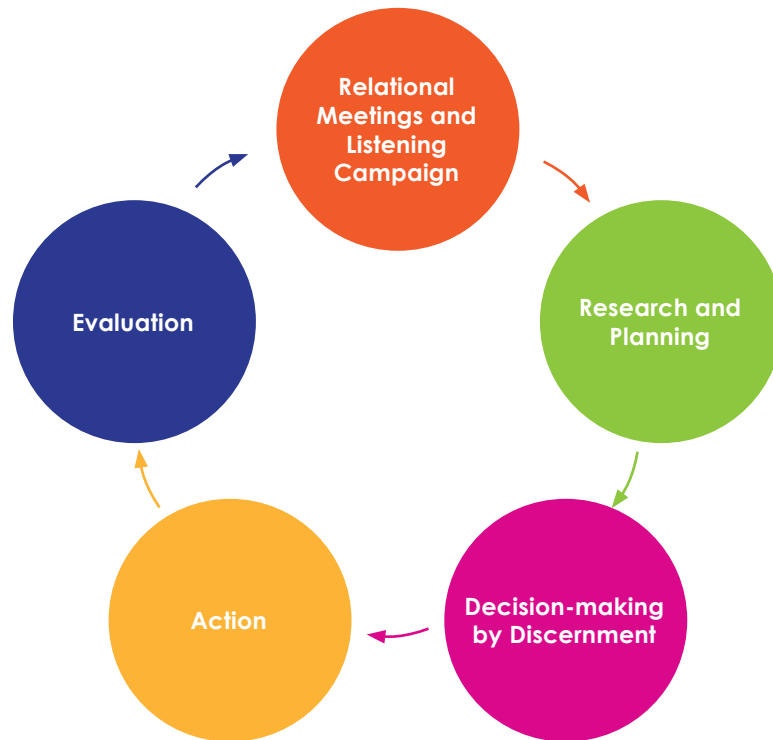 Relational
Meetings and
Listening
Campaign
Research and
Planning
Decision-making
by Discernment
Action
Evaluation